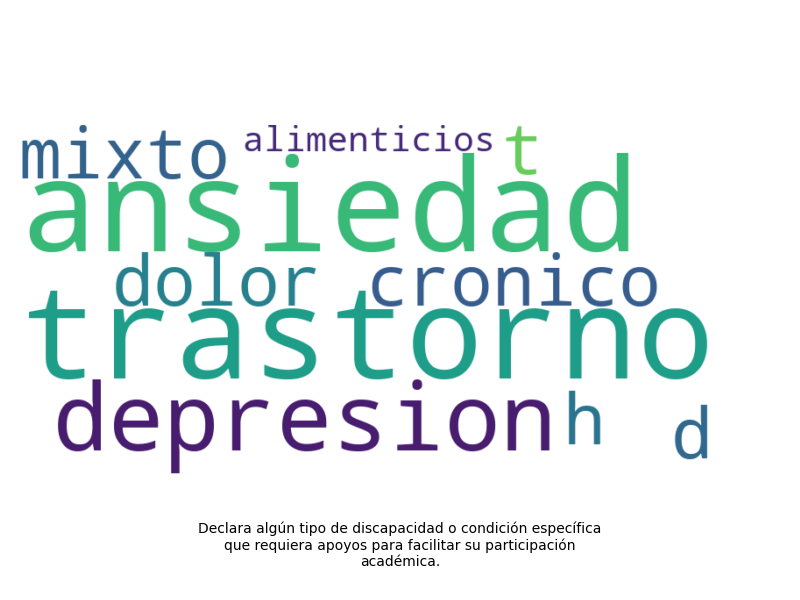 mixto alimenticios t
ansiedad
dolor cronico
trastorno
depresion h d
Declara algún tipo de discapacidad o condición específica
que requiera apoyos para facilitar su participación
académica.